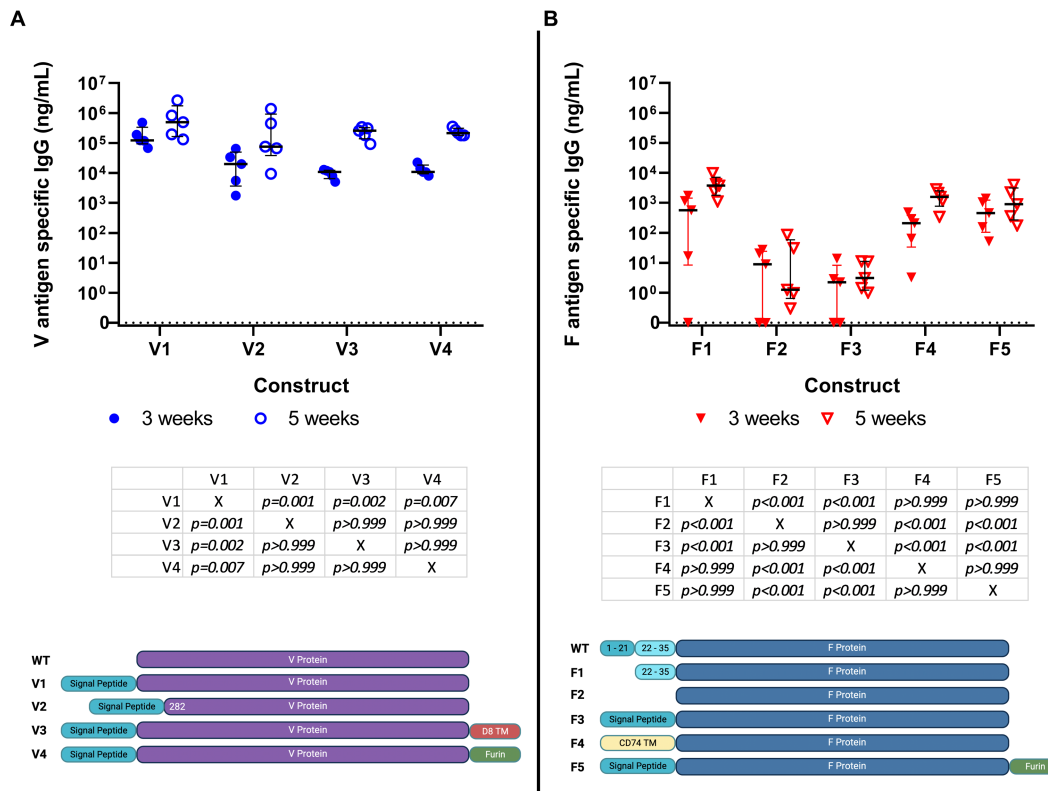 A
V antigen specific IgG (ng/mL)
10⁷
10⁶
10⁵
10⁴
10³
10²
10¹
10⁰
0
V1 V2 V3 V4
Construct
3 weeks 5 weeks
V1 V2 V3 V4
V1 X p=0.001 p=0.002 p=0.007
V2 p=0.001 X p>0.999 p>0.999
V3 p=0.002 p>0.999 X p>0.999
V4 p=0.007 p>0.999 p>0.999 X
WT V Protein
V1 Signal Peptide V Protein
V2 Signal Peptide 282 V Protein
V3 Signal Peptide V Protein D8 TM
V4 Signal Peptide V Protein Furin
B
F antigen specific IgG (ng/mL)
10⁷
10⁶
10⁵
10⁴
10³
10²
10¹
10⁰
0
F1 F2 F3 F4 F5
Construct
3 weeks 5 weeks
F1 F2 F3 F4 F5
F1 X p<0.001 p<0.001 p>0.999 p>0.999
F2 p<0.001 X p>0.999 p<0.001 p<0.001
F3 p<0.001 p>0.999 X p<0.001 p<0.001
F4 p>0.999 p<0.001 p<0.001 X p>0.999
F5 p>0.999 p<0.001 p<0.001 p>0.999 X
WT 1 - 21 22 - 35 F Protein
F1 22 - 35 F Protein
F2 F Protein
F3 Signal Peptide F Protein
F4 CD74 TM F Protein
F5 Signal Peptide F Protein Furin